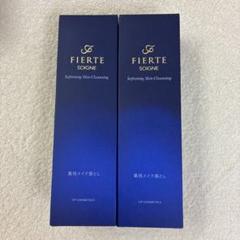 FIERTE
SOIGNE
Softening Skin Cleansing
薬用メイク落とし
FIERTE
SOIGNE
Softening Skin Cleansing
薬用メイク落とし